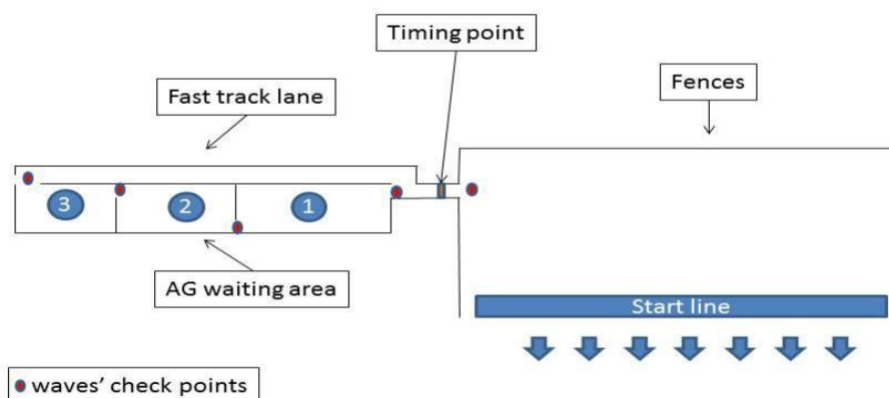 Timing point
Fences
Fast track lane
3
2
1
AG waiting area
Start line
waves' check points